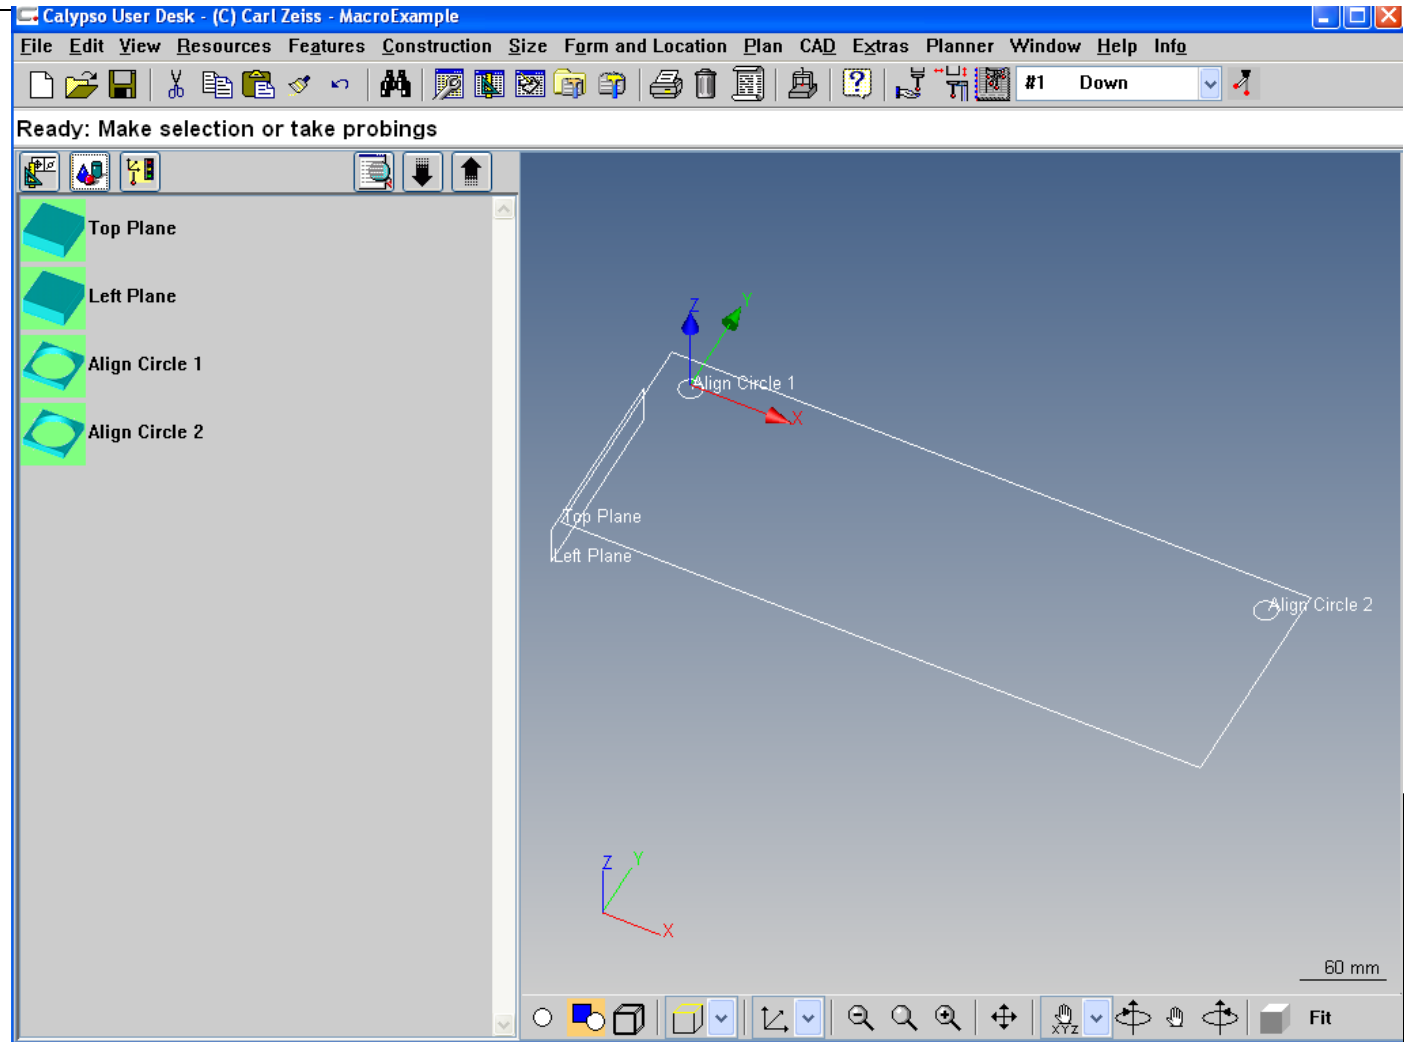 Calypso User Desk - (C) Carl Zeiss - MacroExample
File Edit View Resources Features Construction Size Form and Location Plan CAD Extras Planner Window Help Info
#1 Down
Ready: Make selection or take probings
Top Plane
Left Plane
Align Circle 1
Align Circle 2
Z Y
Align Circle 1
X
Top Plane
Left Plane
Align Circle 2
Z Y
X
60 mm
XYZ
Fit